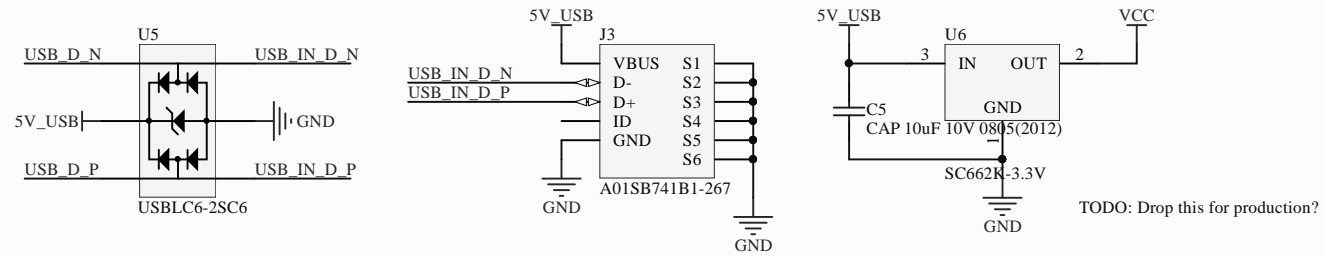 U5
USB_D_N
USB_IN_D_N
5V_USB
GND
USB_D_P
USB_IN_D_P
USBLC6-2SC6
5V_USB
J3
USB_IN_D_N
USB_IN_D_P
VBUS
D-
D+
ID
GND
S1
S2
S3
S4
S5
S6
A01SB741B1-267
GND
GND
5V_USB
VCC
U6
3
IN
OUT
2
GND
1
C5
CAP 10uF 10V 0805(2012)
SC662K-3.3V
GND
TODO: Drop this for production?